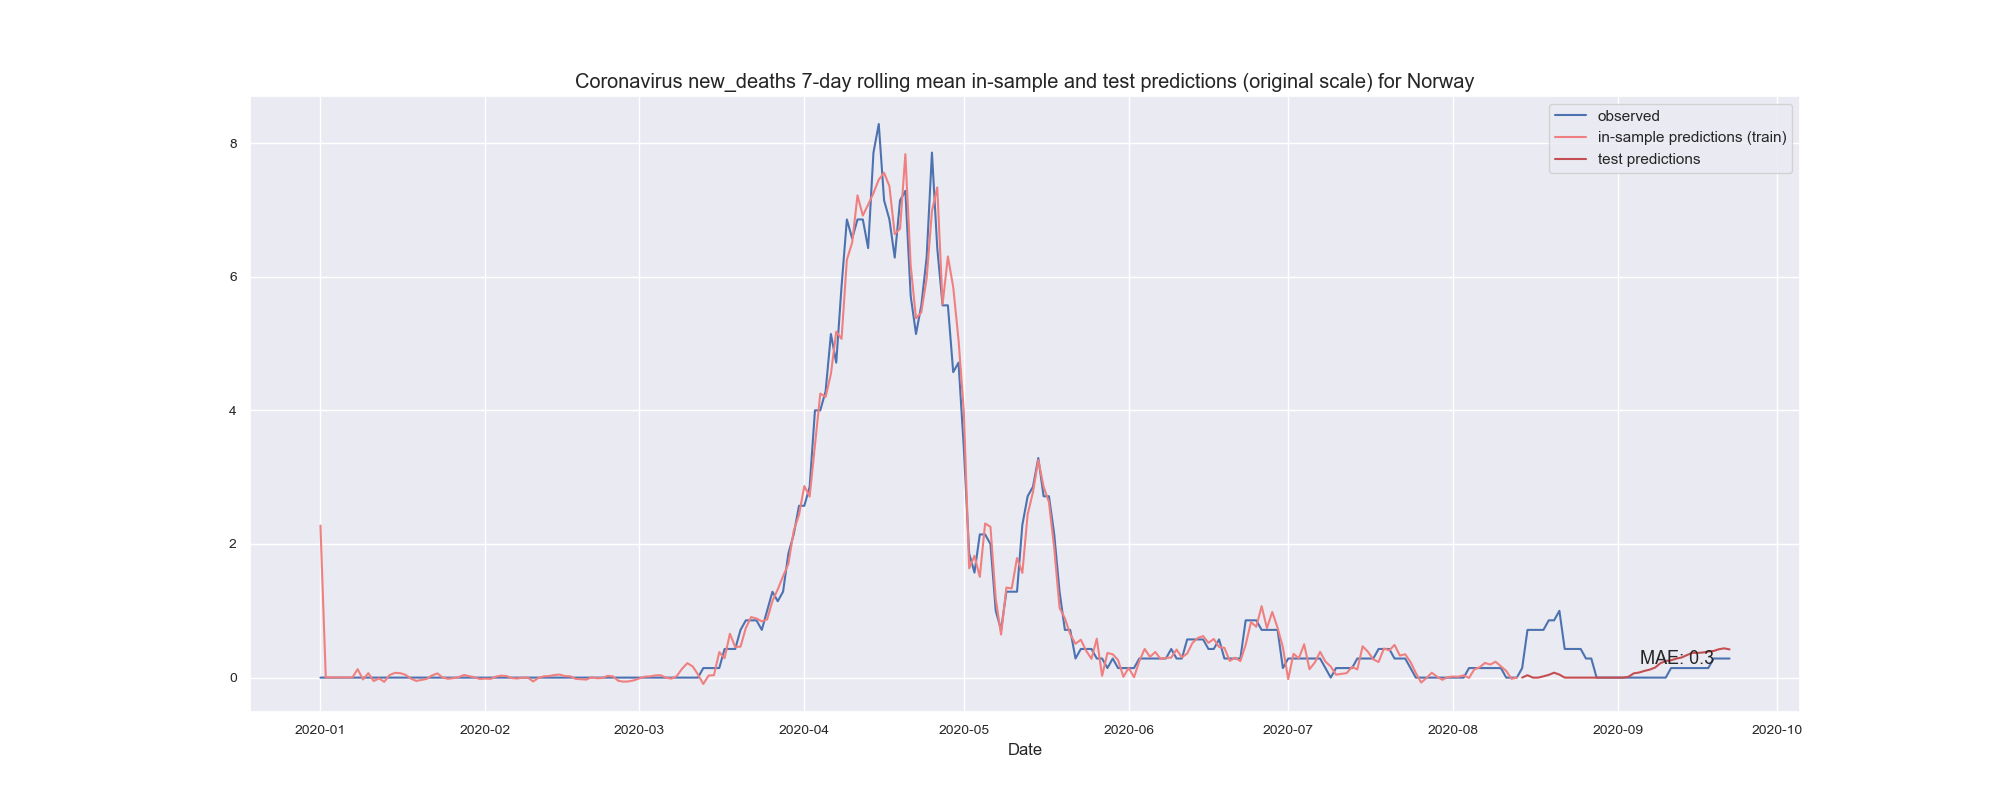 Coronavirus new_deaths 7-day rolling mean in-sample and test predictions (original scale) for Norway
observed
in-sample predictions (train)
test predictions
8
6
4
2
0
MAE: 0.3
2020-01 2020-02 2020-03 2020-04 2020-05 2020-06 2020-07 2020-08 2020-09 2020-10
Date